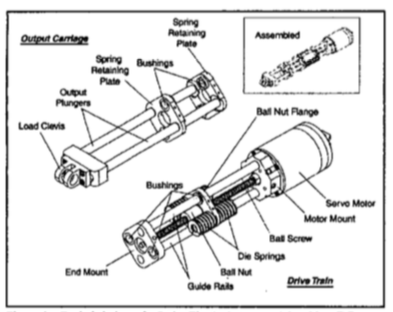 Spring
Retaining
Plate
Output Carriage
Spring
Retaining
Plate
Bushings
Assembled
Output
Plungers
Load Clevis
Ball Nut Flange
Bushings
Servo Motor
Motor Mount
Ball Screw
Die Springs
End Mount
Ball Nut
Guide Rails
Drive Train